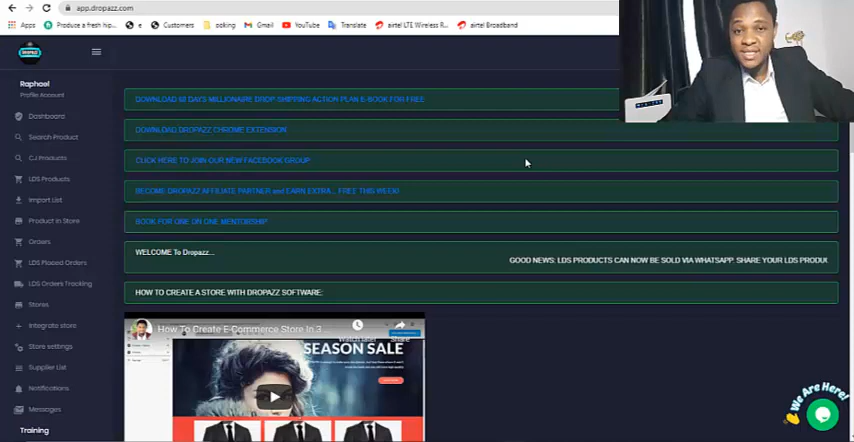 app.dropazz.com
Apps
Produce a fresh hip...
e
Customers
ooking
Gmail
YouTube
Translate
airtel LTE Wireless R...
airtel Broadband
DROPAZZ
Raphael
Profile Account
Dashboard
Search Product
CJ Products
LDS Products
Import List
Product in Store
Orders
LDS Placed Orders
LDS Orders Tracking
Stores
Integrate store
Store settings
Supplier List
Notifications
Messages
Training
DOWNLOAD 60 DAYS MILLIONAIRE DROP-SHIPPING ACTION PLAN E-BOOK FOR FREE
DOWNLOAD DROPAZZ CHROME EXTENSION
CLICK HERE TO JOIN OUR NEW FACEBOOK GROUP
BECOME DROPAZZ AFFILIATE PARTNER and EARN EXTRA... FREE THIS WEEK!
BOOK FOR ONE ON ONE MENTORSHIP
WELCOME To Dropazz...
GOOD NEWS: LDS PRODUCTS CAN NOW BE SOLD VIA WHATSAPP. SHARE YOUR LDS PRODU
HOW TO CREATE A STORE WITH DROPAZZ SOFTWARE:
How To Create E-Commerce Store In 3 ...
Watch later
Share
SEASON SALE
We Are Here!